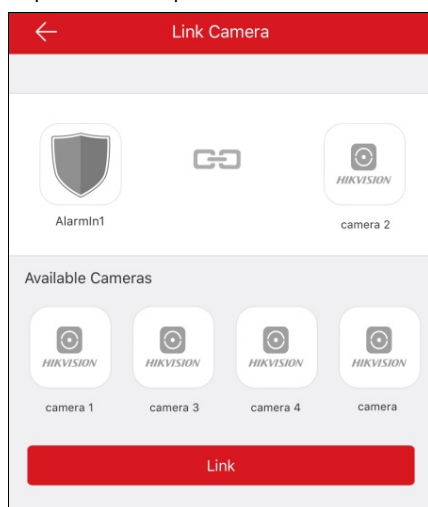 Link Camera
HIKVISION
AlarmIn1
camera 2
Available Cameras
HIKVISION HIKVISION HIKVISION HIKVISION
camera 1 camera 3 camera 4 camera
Link